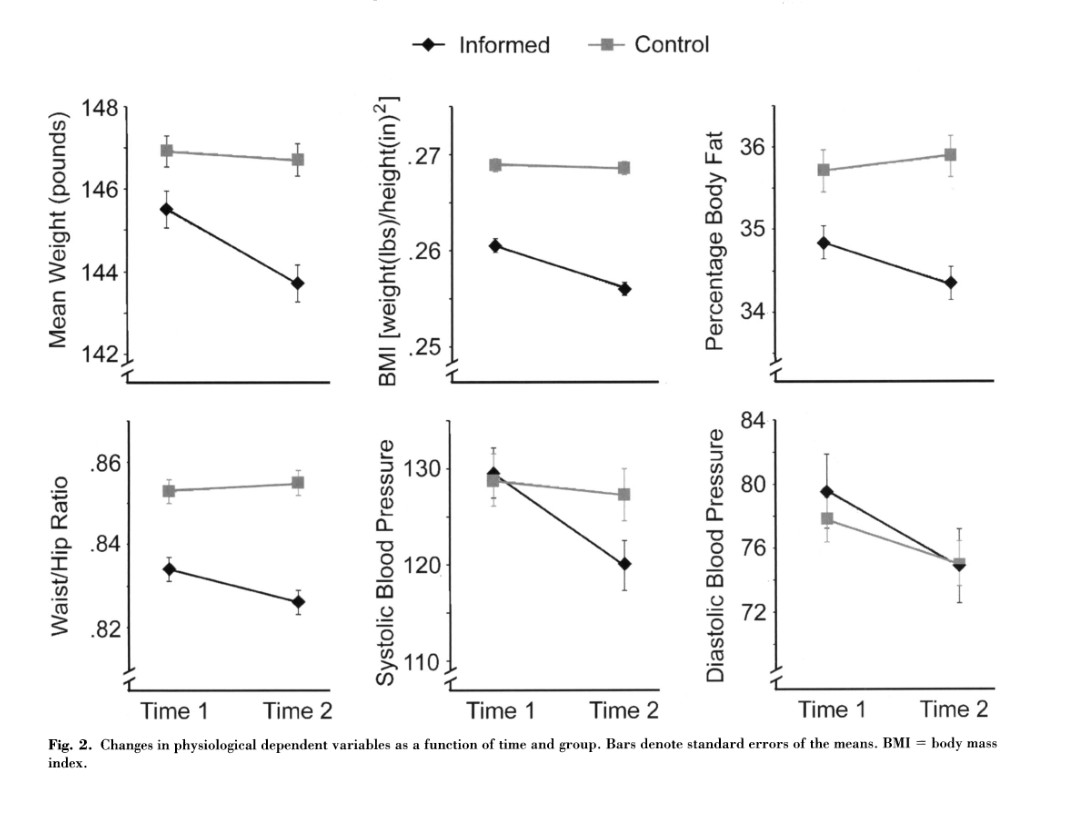 Informed Control
Mean Weight (pounds)
148
146
144
142
BMI [weight(lbs)/height(in)²]
.27
.26
.25
Percentage Body Fat
36
35
34
Waist/Hip Ratio
.86
.84
.82
Time 1 Time 2
Systolic Blood Pressure
130
120
110
Time 1 Time 2
Diastolic Blood Pressure
84
80
76
72
Time 1 Time 2
Fig. 2. Changes in physiological dependent variables as a function of time and group. Bars denote standard errors of the means. BMI = body mass
index.